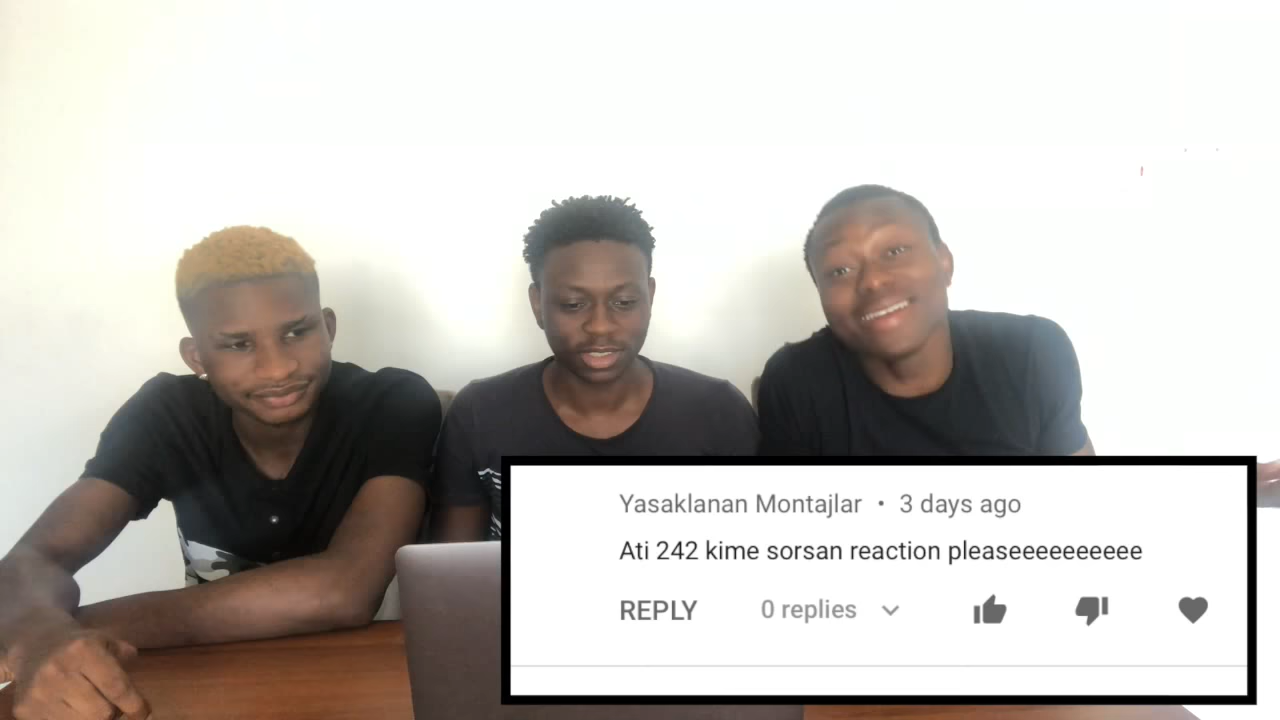 Yasaklanan Montajlar • 3 days ago
Ati 242 kime sorsan reaction pleaseeeeeeeeee
REPLY 0 replies